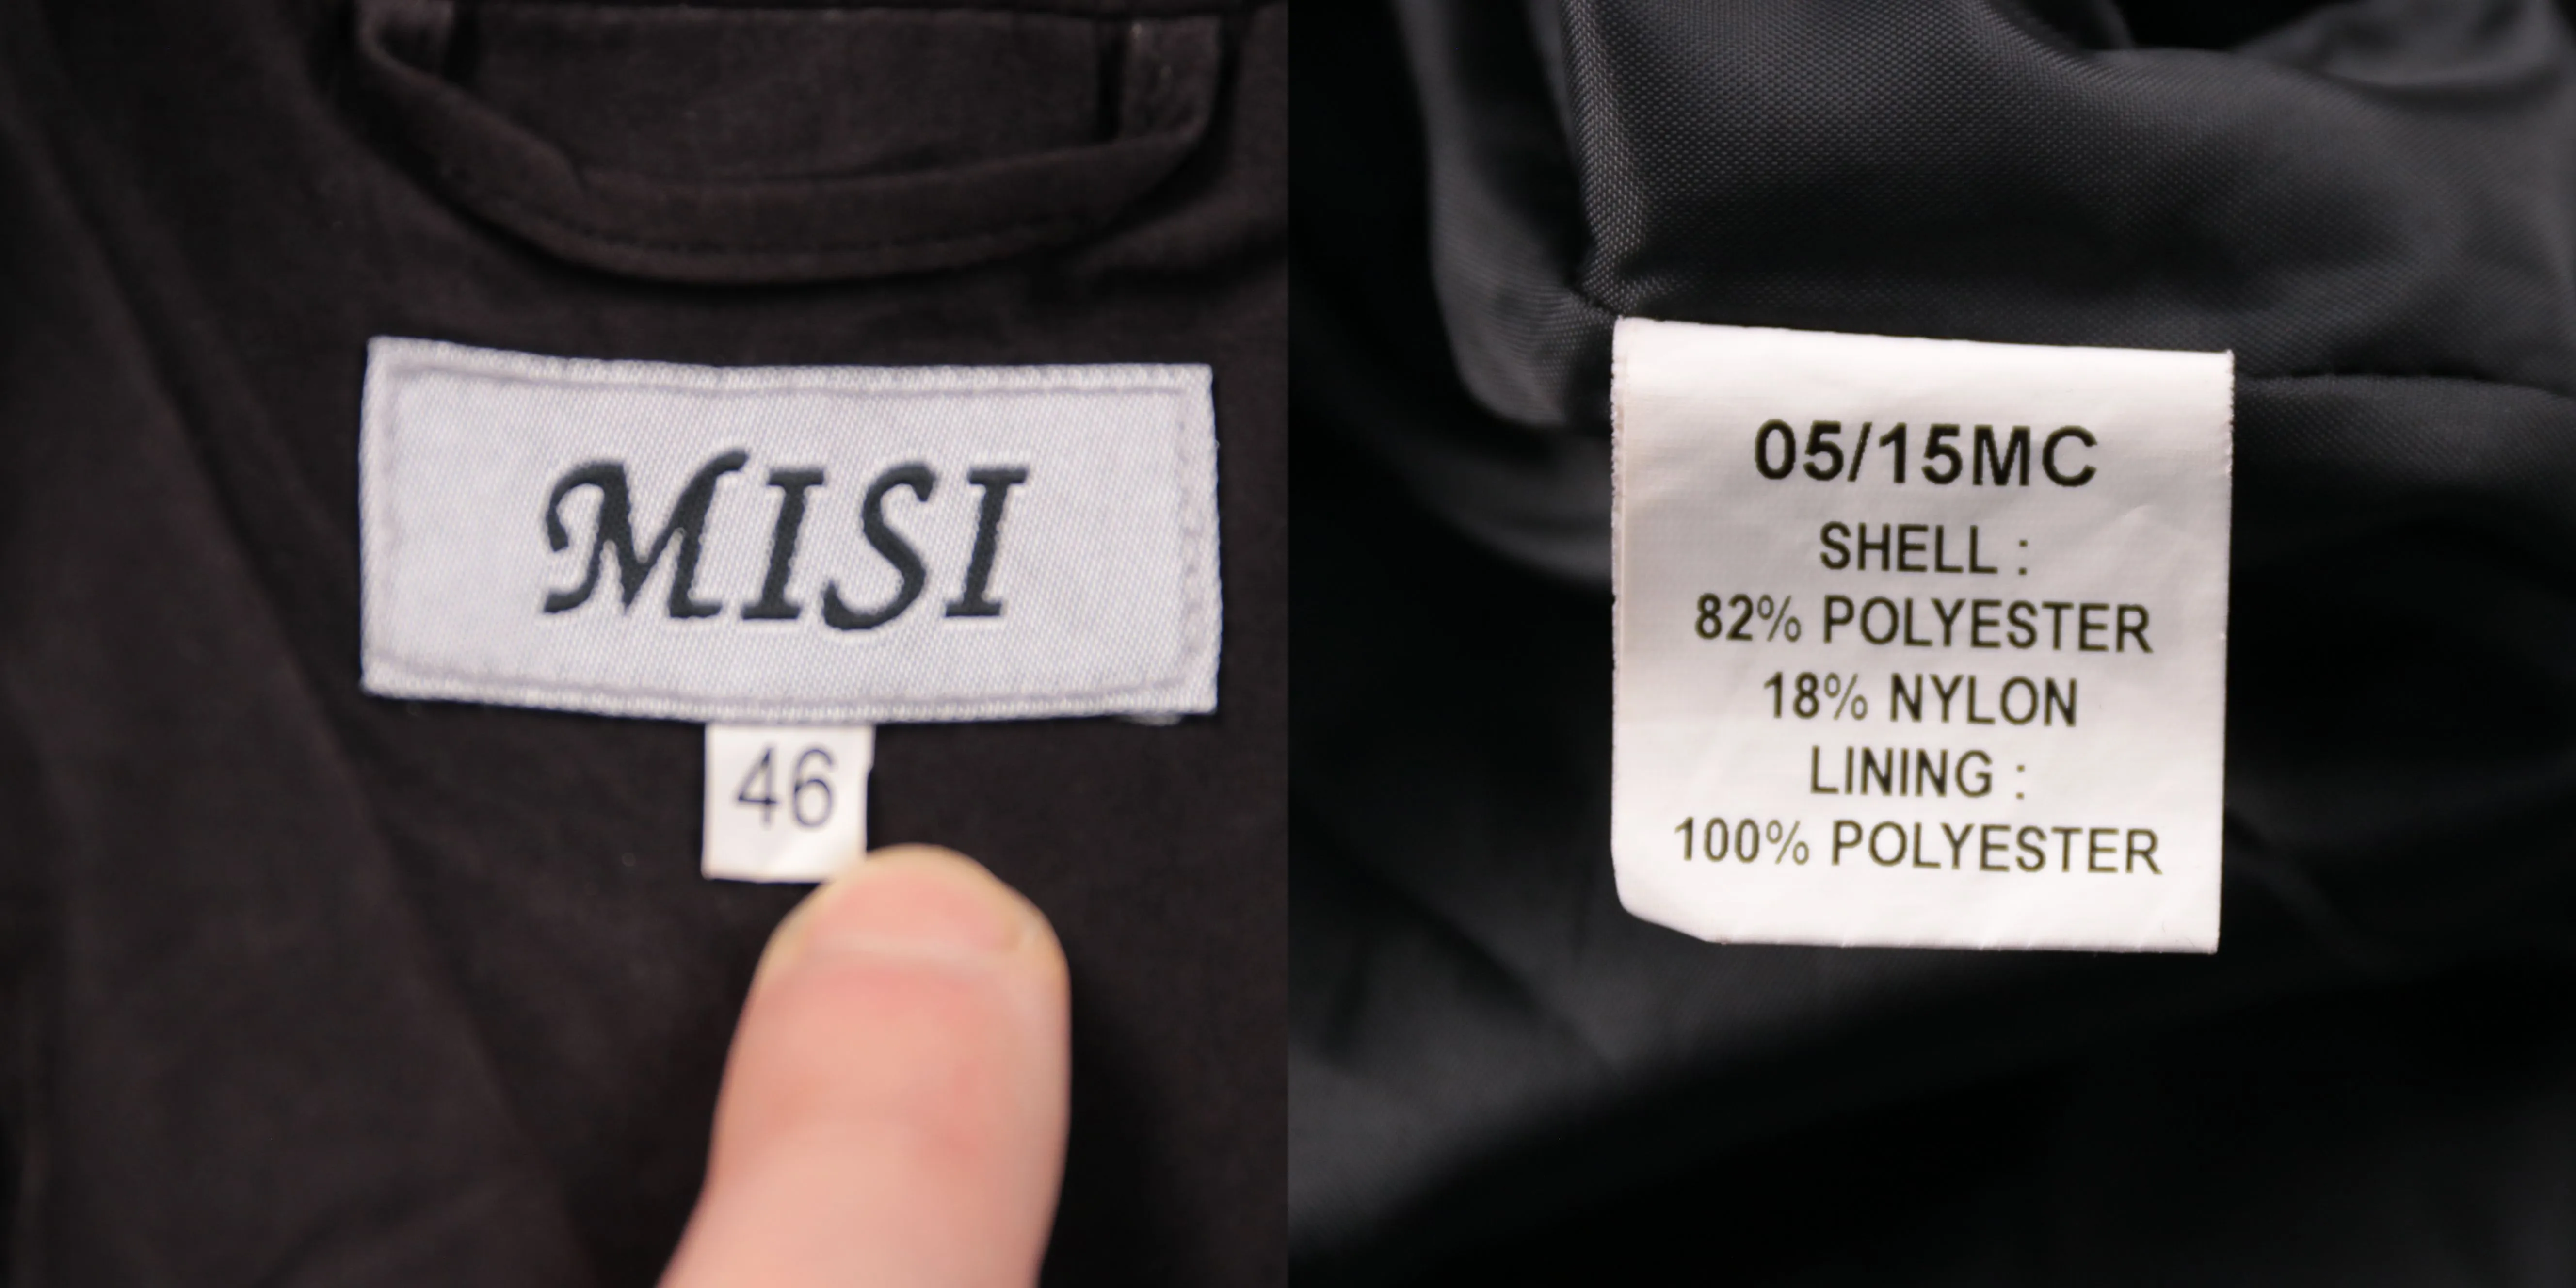 MISI
46
05/15MC
SHELL :
82% POLYESTER
18% NYLON
LINING :
100% POLYESTER